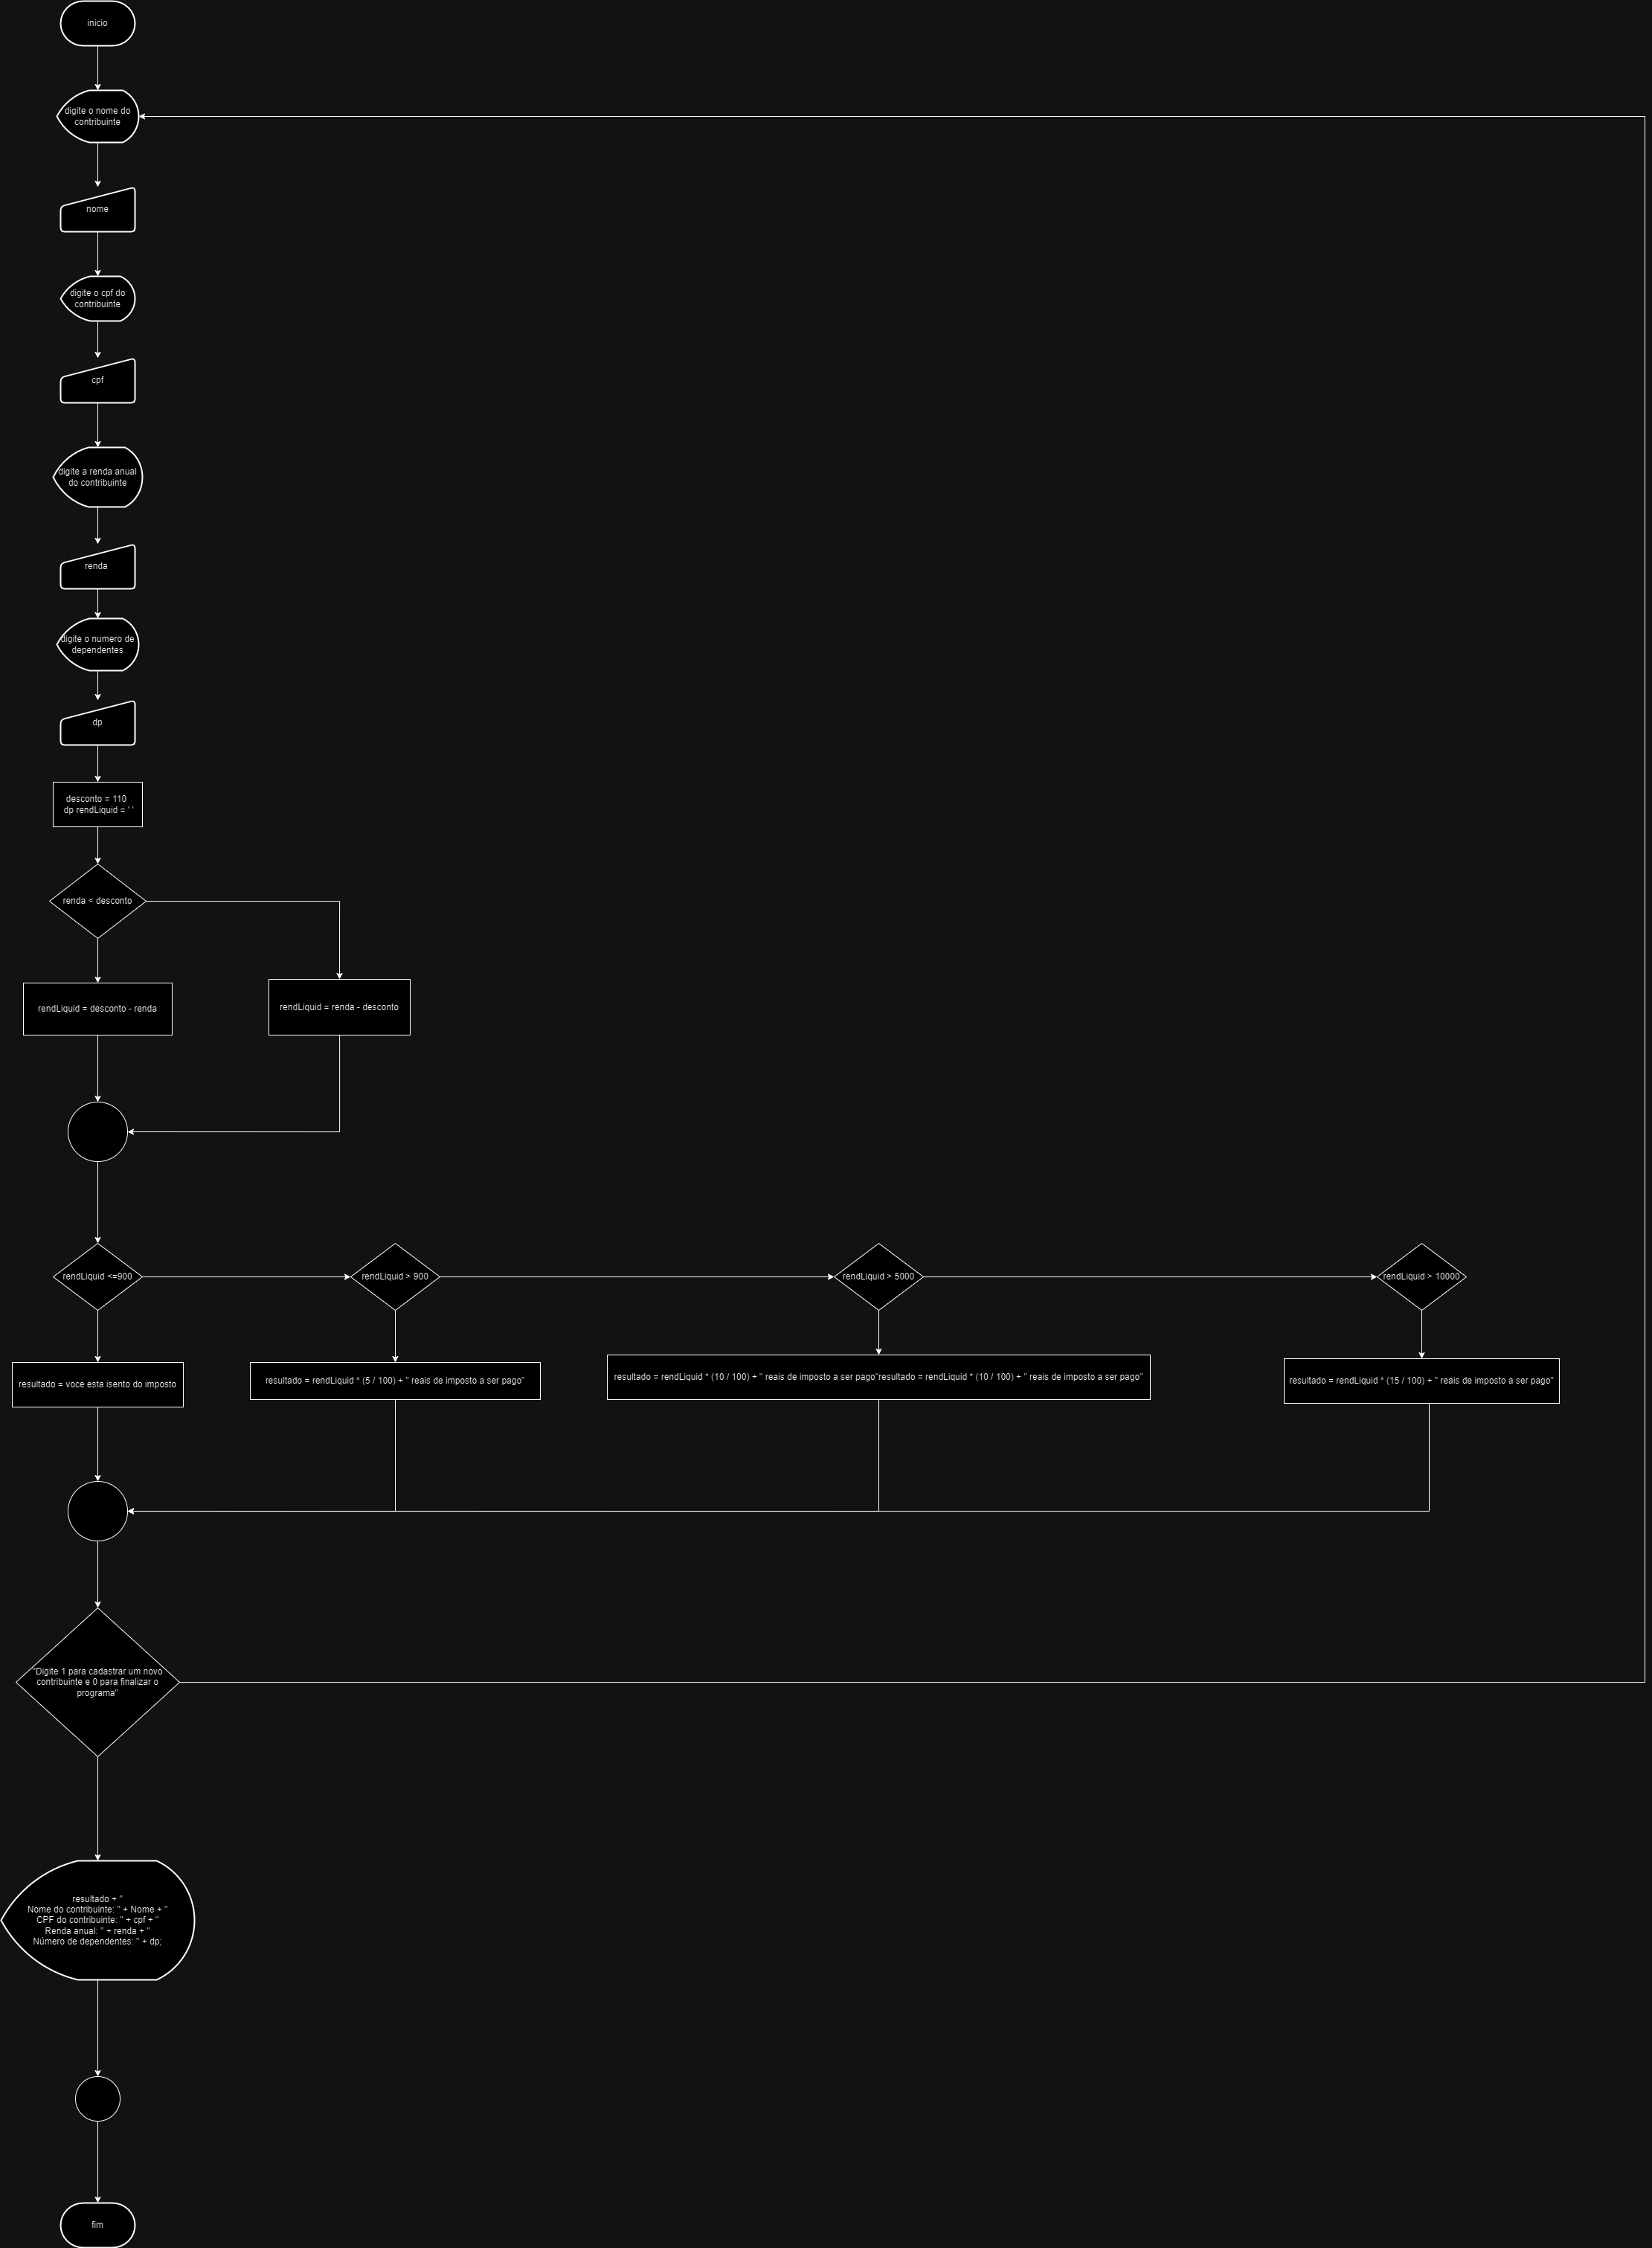 inicio
digite o nome do
contribuinte
nome
digite o cpf do
contribuinte
cpf
digite a renda anual
do contribuinte
renda
digite o numero de
dependentes
dp
desconto = 110
dp rendLiquid = ' '
renda < desconto
rendLiquid = desconto - renda
rendLiquid = renda - desconto
rendLiquid <=900
rendLiquid > 900
rendLiquid > 5000
rendLiquid > 10000
resultado = voce esta isento do imposto
resultado = rendLiquid * (5 / 100) + " reais de imposto a ser pago"
resultado = rendLiquid * (10 / 100) + " reais de imposto a ser pago"resultado = rendLiquid * (10 / 100) + " reais de imposto a ser pago"
resultado = rendLiquid * (15 / 100) + " reais de imposto a ser pago"
"Digite 1 para cadastrar um novo
contribuinte e 0 para finalizar o
programa"
resultado + "
Nome do contribuinte: " + Nome + "
CPF do contribuinte: " + cpf + "
Renda anual: " + renda + "
Número de dependentes: " + dp;
fim